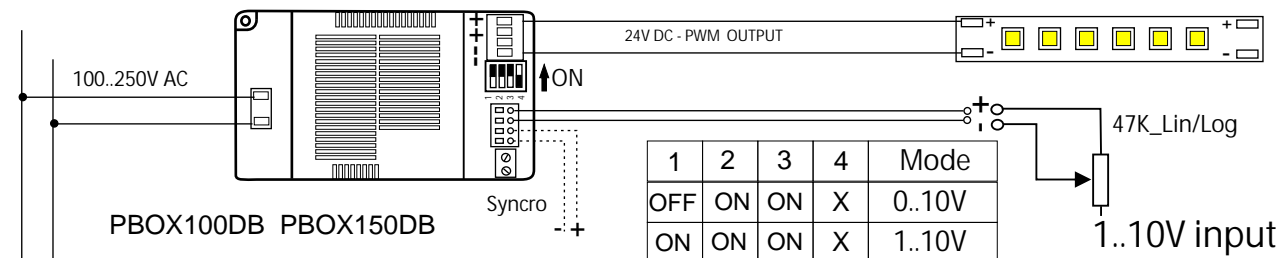 + + - -
24V DC - PWM OUTPUT
+ +
- -
100..250V AC
ON
1 2 3 4
+
-
47K_Lin/Log
1 2 3 4 Mode
OFF ON ON X 0..10V
ON ON ON X 1..10V
Syncro
- +
PBOX100DB PBOX150DB
1..10V input